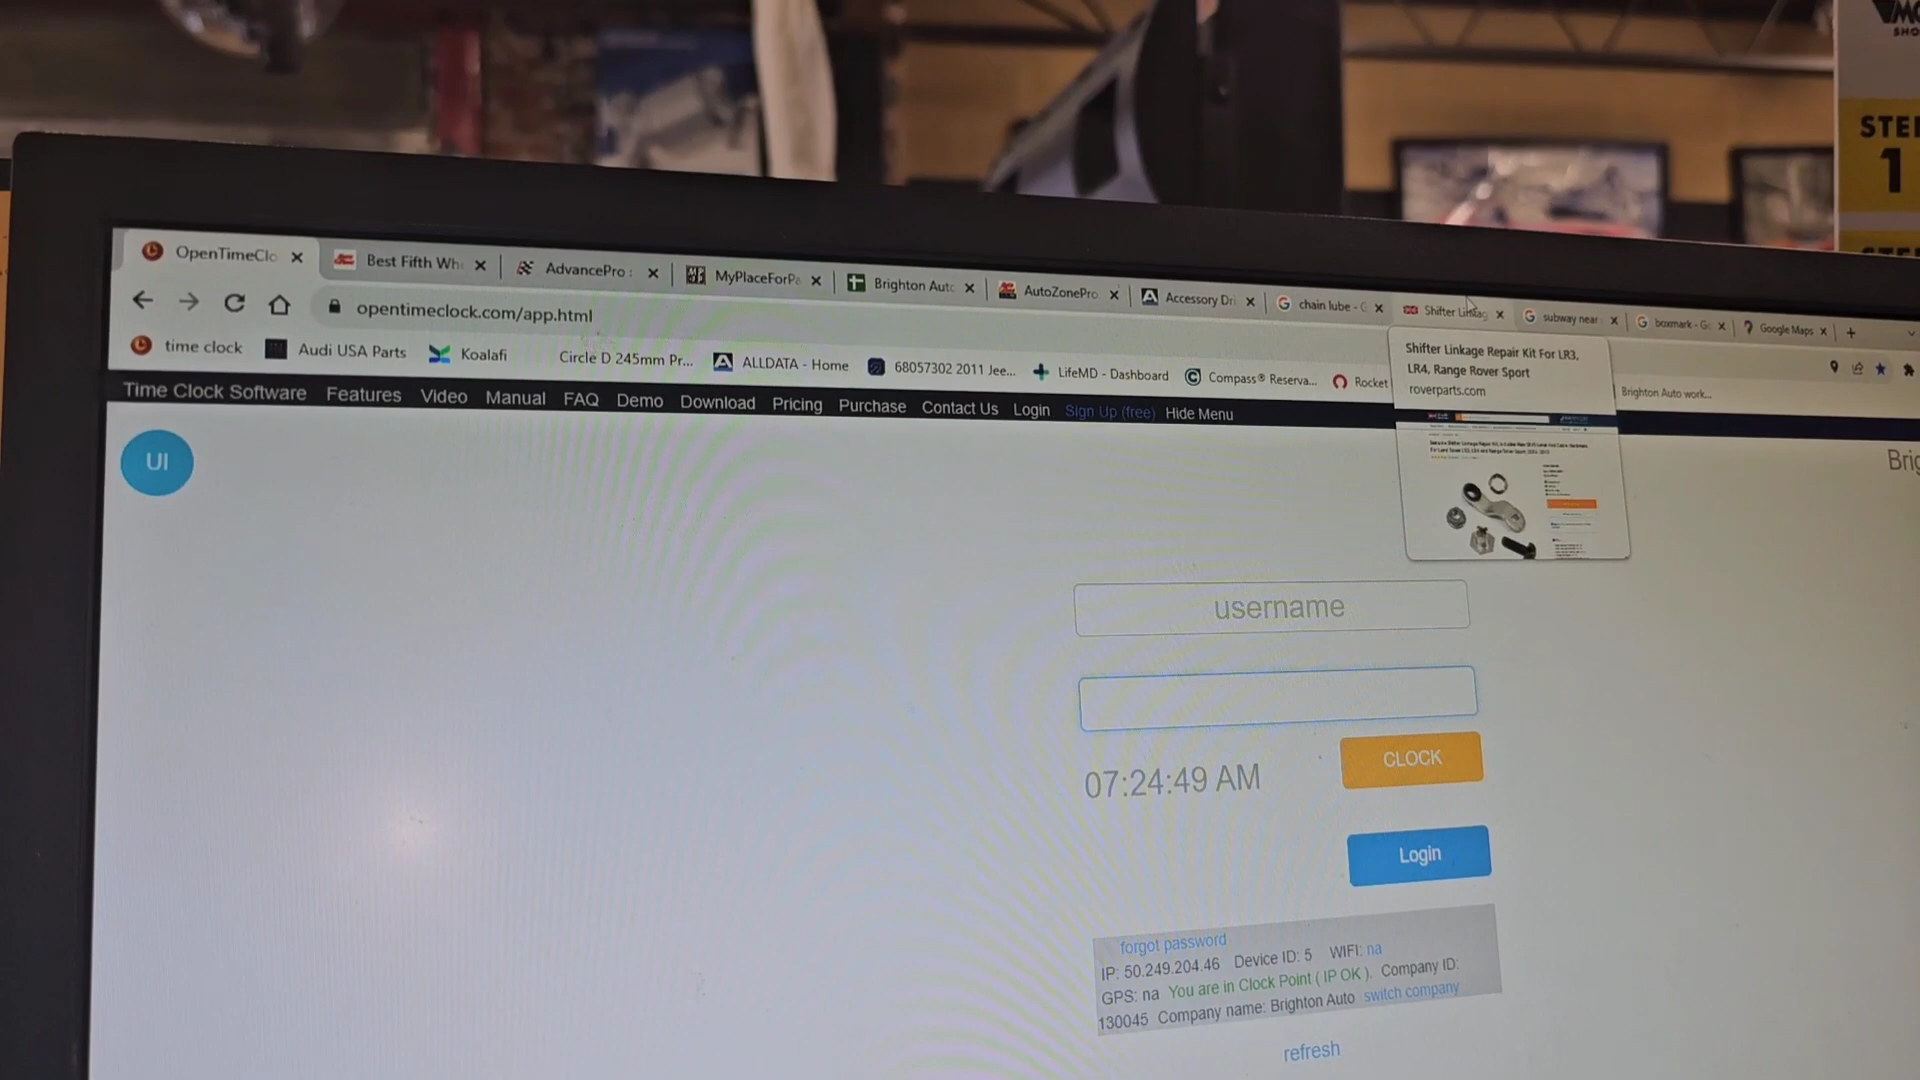 STEP
1
OpenTimeClo
Best Fifth Wh
AdvancePro :
MyPlaceForPa
Brighton Auto
AutoZonePro
Accessory Dri
chain lube - G
Shifter Linkag
subway near
boxmark - Go
Google Maps
opentimeclock.com/app.html
time clock
Audi USA Parts
Koalafi
Circle D 245mm Pr...
ALLDATA - Home
68057302 2011 Jee...
LifeMD - Dashboard
Compass® Reserva...
Rocket
Brighton Auto work...
Shifter Linkage Repair Kit For LR3,
LR4, Range Rover Sport
roverparts.com
Time Clock Software Features Video Manual FAQ Demo Download Pricing Purchase Contact Us Login Sign Up (free) Hide Menu
UI
Brig
username
07:24:49 AM
CLOCK
Login
forgot password
IP: 50.249.204.46 Device ID: 5 WIFI: na
GPS: na You are in Clock Point ( IP OK ). Company ID:
130045 Company name: Brighton Auto switch company
refresh